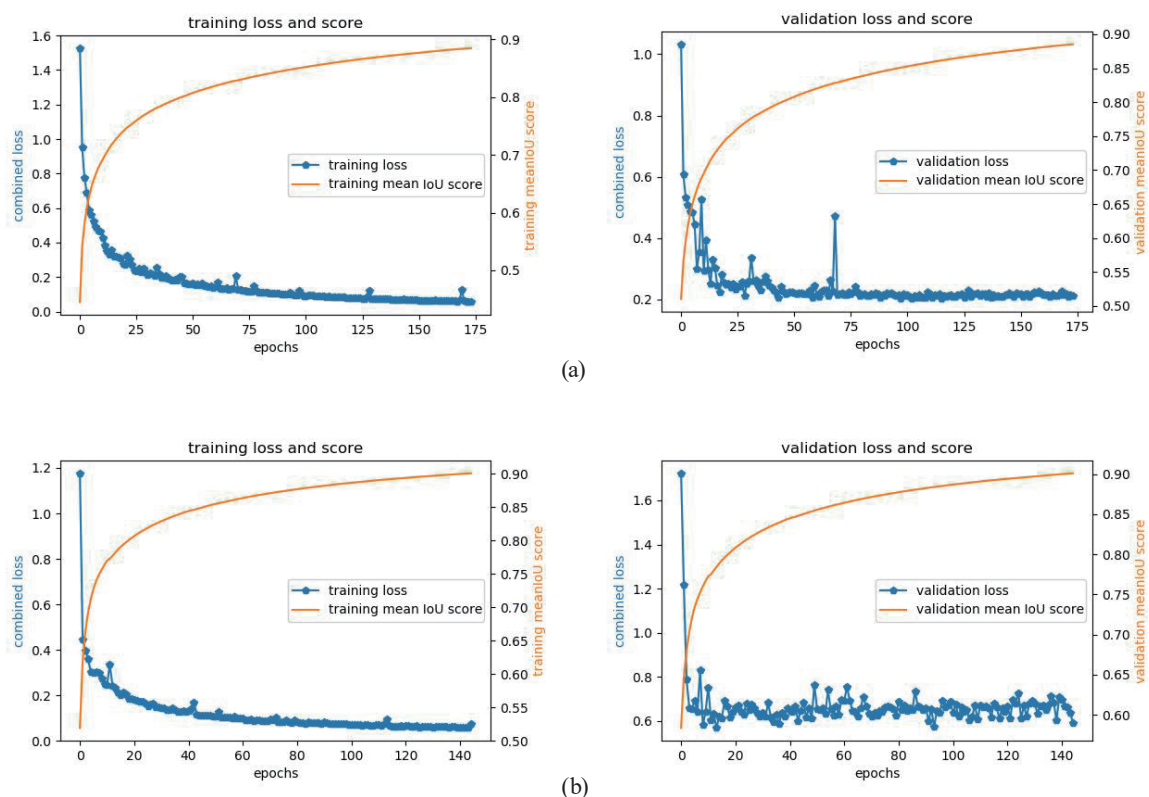 training loss and score
1.6
1.4
1.2
1.0
0.8
0.6
0.4
0.2
0.0
combined loss
0.9
0.8
0.7
0.6
0.5
training meanIoU score
training loss
training mean IoU score
0 25 50 75 100 125 150 175
epochs
validation loss and score
1.0
0.8
0.6
0.4
0.2
combined loss
0.90
0.85
0.80
0.75
0.70
0.65
0.60
0.55
0.50
validation meanIoU score
validation loss
validation mean IoU score
0 25 50 75 100 125 150 175
epochs
(a)
training loss and score
1.2
1.0
0.8
0.6
0.4
0.2
0.0
combined loss
0.90
0.85
0.80
0.75
0.70
0.65
0.60
0.55
0.50
training meanIoU score
training loss
training mean IoU score
0 20 40 60 80 100 120 140
epochs
validation loss and score
1.6
1.4
1.2
1.0
0.8
0.6
combined loss
0.90
0.85
0.80
0.75
0.70
0.65
0.60
validation meanIoU score
validation loss
validation mean IoU score
0 20 40 60 80 100 120 140
epochs
(b)